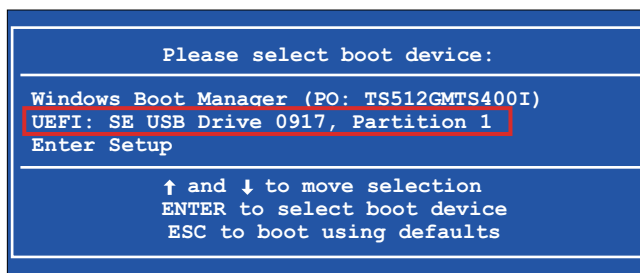 Please select boot device:
Windows Boot Manager (PO: TS512GMTS400I)
UEFI: SE USB Drive 0917, Partition 1
Enter Setup
↑ and ↓ to move selection
ENTER to select boot device
ESC to boot using defaults